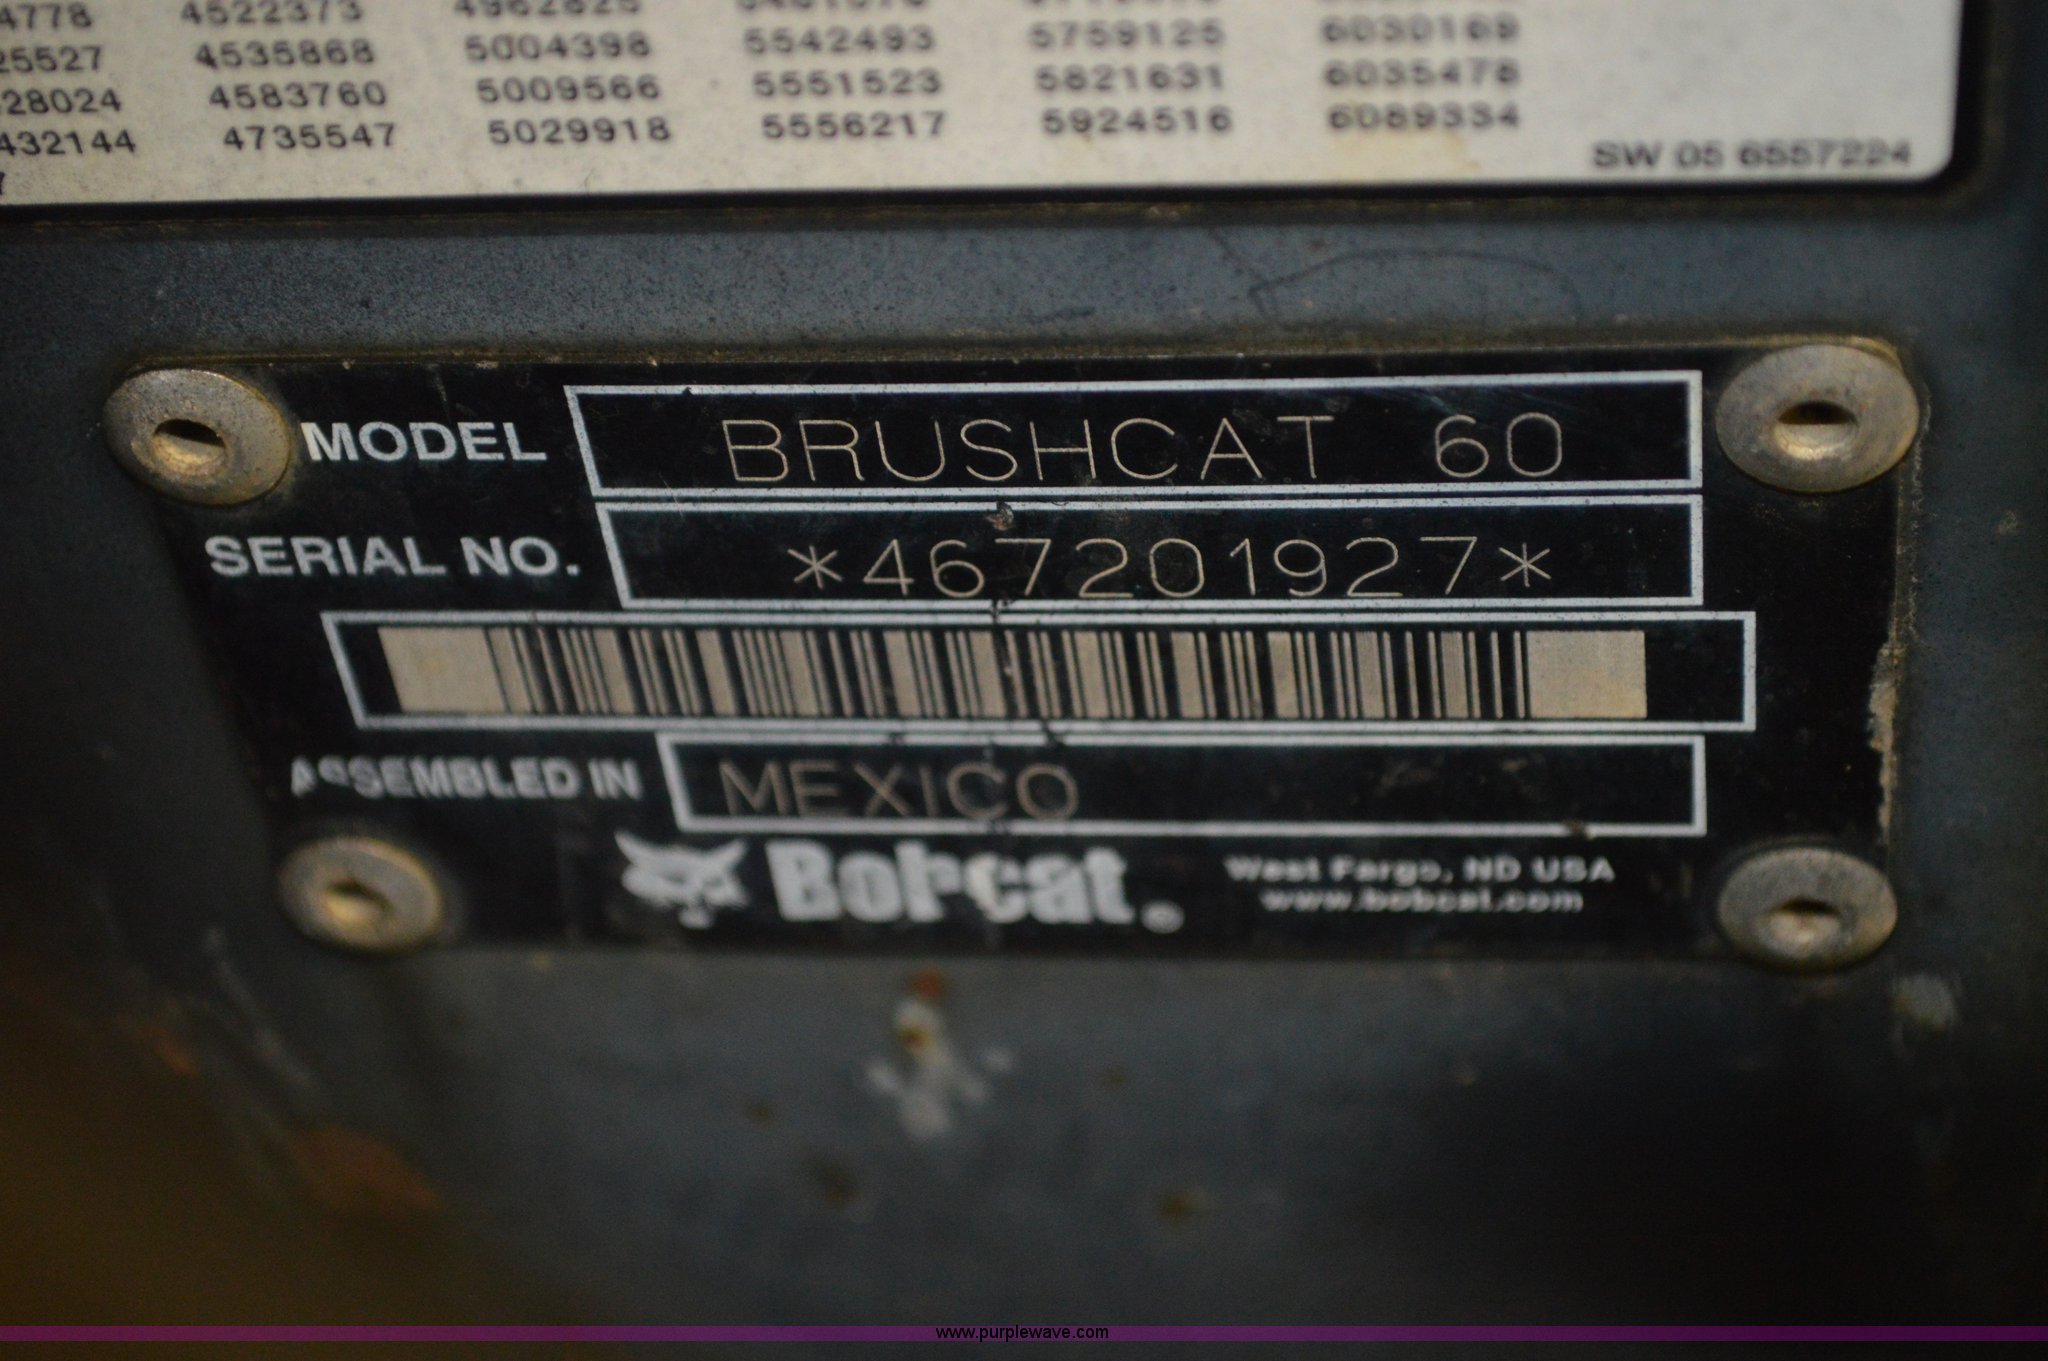 4778 4522373
25527 4535868 5004398 5542493 5759125 6030169
28024 4583760 5009566 5551523 5821631 6035478
432144 4735547 5029918 5556217 5924516 6089334
7
SW 05 6557224
MODEL BRUSHCAT 60
SERIAL NO. *467201927*
ASSEMBLED IN MEXICO
Bobcat®
West Fargo, ND USA
www.bobcat.com
www.purplewave.com